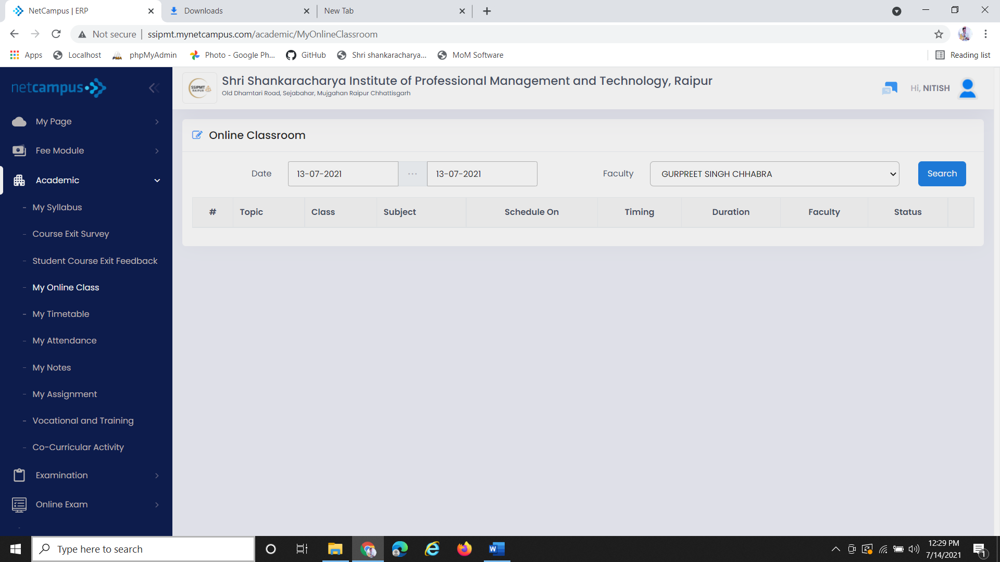 NetCampus | ERP
Downloads
New Tab
Not secure
ssipmt.mynetcampus.com/academic/MyOnlineClassroom
Apps
Localhost
phpMyAdmin
Photo - Google Ph...
GitHub
Shri shankaracharya...
MoM Software
Reading list
netcampus
SSIPMT
RAIPUR
Shri Shankaracharya Institute of Professional Management and Technology, Raipur
Old Dhamtari Road, Sejabahar, Mujgahan Raipur Chhattisgarh
Hi, NITISH
My Page
Fee Module
Academic
- My Syllabus
- Course Exit Survey
- Student Course Exit Feedback
- My Online Class
- My Timetable
- My Attendance
- My Notes
- My Assignment
- Vocational and Training
- Co-Curricular Activity
Examination
Online Exam
Online Classroom
Date 13-07-2021 ... 13-07-2021 Faculty GURPREET SINGH CHHABRA Search
# Topic Class Subject Schedule On Timing Duration Faculty Status
Type here to search
12:29 PM
7/14/2021
1